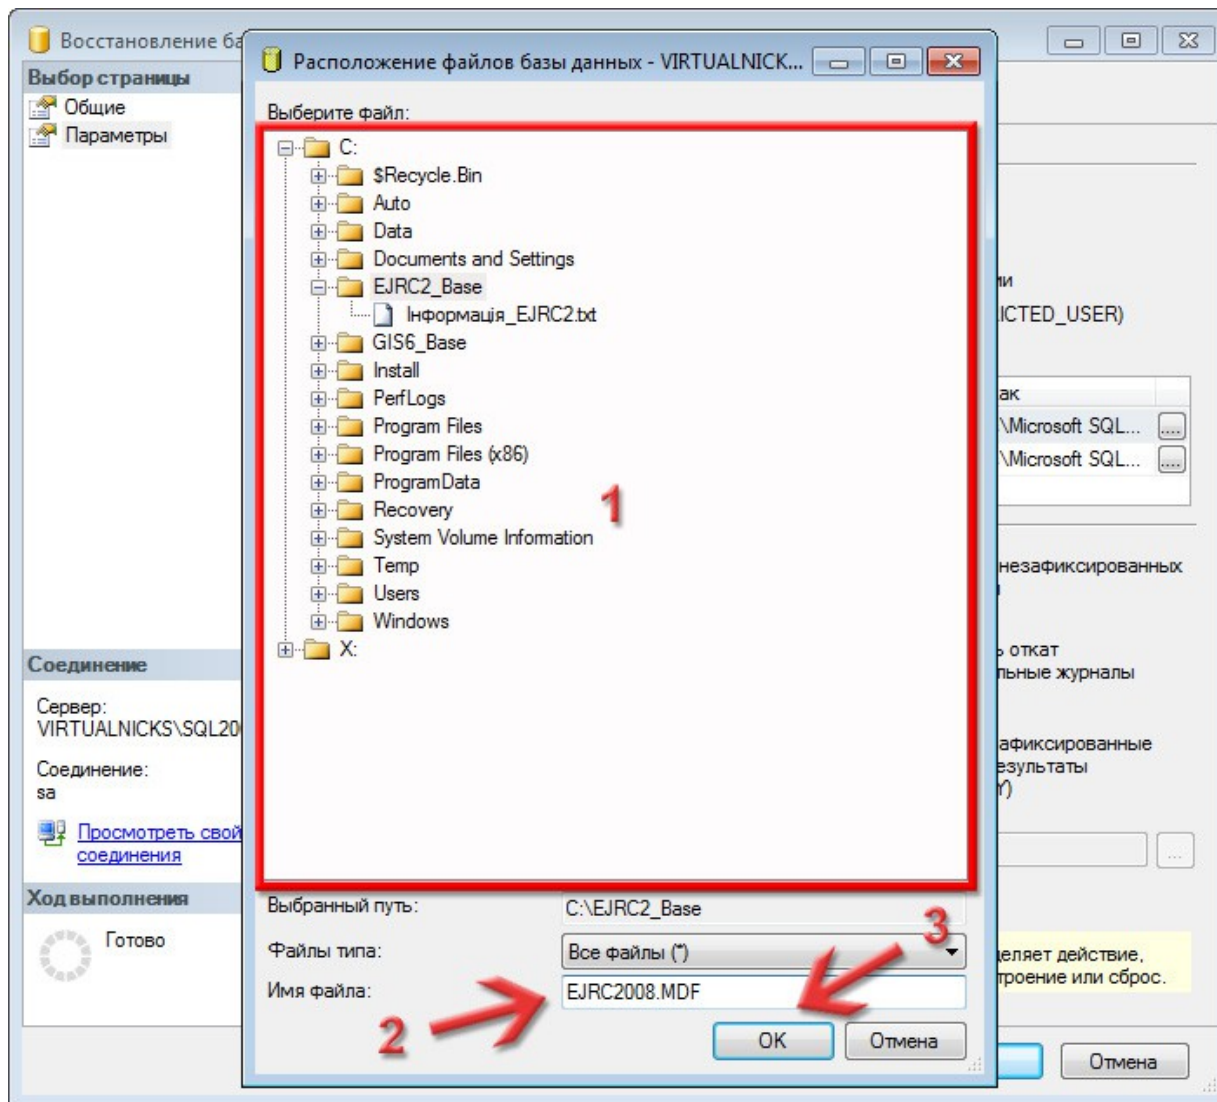 Восстановление ба
Выбор страницы
Общие
Параметры
Расположение файлов базы данных - VIRTUALNICK...
Выберите файл:
C:
$Recycle.Bin
Auto
Data
Documents and Settings
EJRC2_Base
Інформація_EJRC2.txt
GIS6_Base
Install
PerfLogs
Program Files
Program Files (x86)
ProgramData
Recovery
System Volume Information
Temp
Users
Windows
X:
1
Выбранный путь:
C:\EJRC2_Base
Файлы типа:
Все файлы (*)
Имя файла:
EJRC2008.MDF
2
3
OK
Отмена
Соединение
Сервер:
VIRTUALNICKS\SQL20
Соединение:
sa
Просмотреть свой
соединения
Ход выполнения
Готово
ии
ICTED_USER)
ак
\Microsoft SQL...
....
\Microsoft SQL...
....
незафиксированных
ь откат
льные журналы
афиксированные
езультаты
Y)
...
еляет действие,
троение или сброс.
Отмена